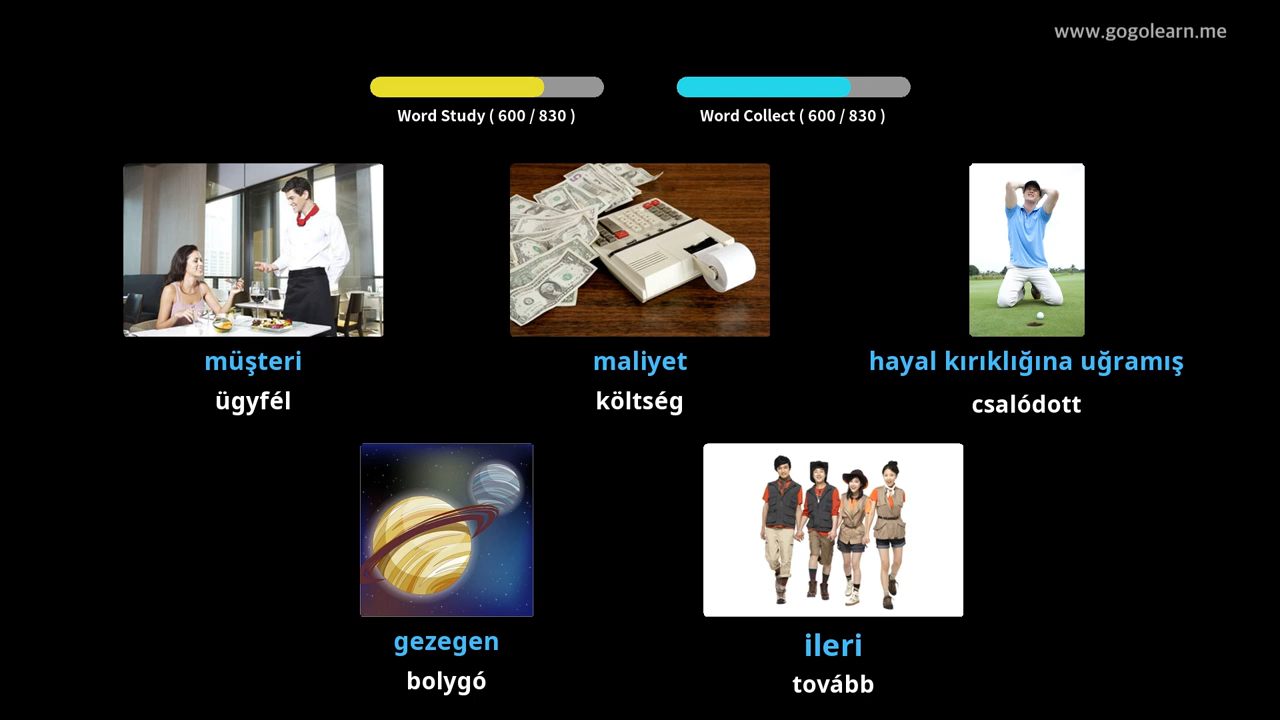 www.gogolearn.me
Word Study ( 600 / 830 )
Word Collect ( 600 / 830 )
müşteri
ügyfél
maliyet
költség
hayal kırıklığına uğramış
csalódott
gezegen
bolygó
ileri
tovább